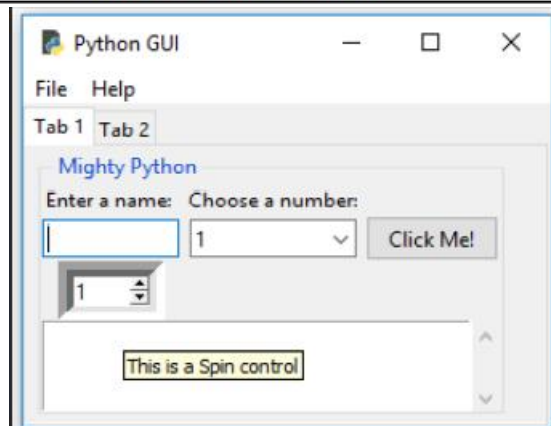 Python GUI
File Help
Tab 1 Tab 2
Mighty Python
Enter a name: Choose a number:
1 Click Me!
1
This is a Spin control